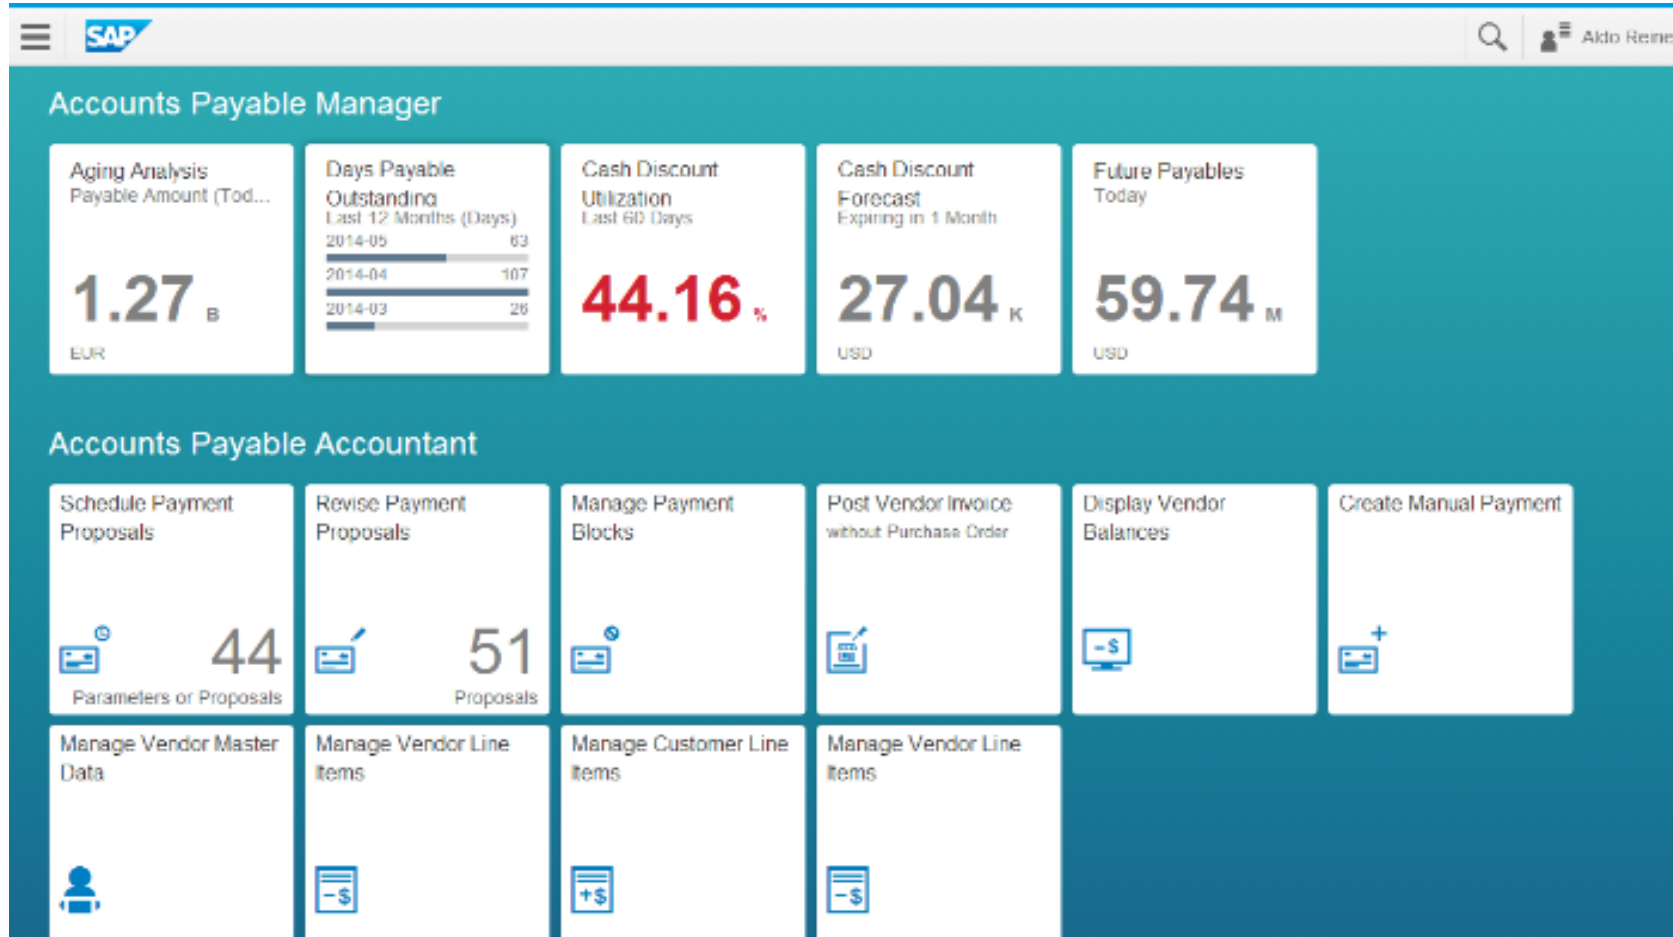 SAP
Aldo Reine
Accounts Payable Manager
Aging Analysis
Payable Amount (Tod...
1.27 B
EUR
Days Payable
Outstanding
Last 12 Months (Days)
2014-05 63
2014-04 107
2014-03 26
Cash Discount
Utilization
Last 60 Days
44.16 %
Cash Discount
Forecast
Expiring in 1 Month
27.04 K
USD
Future Payables
Today
59.74 M
USD
Accounts Payable Accountant
Schedule Payment
Proposals
44
Parameters or Proposals
Revise Payment
Proposals
51
Proposals
Manage Payment
Blocks
Post Vendor Invoice
without Purchase Order
Display Vendor
Balances
-$
Create Manual Payment
Manage Vendor Master
Data
Manage Vendor Line
Items
-$
Manage Customer Line
Items
+$
Manage Vendor Line
Items
-$